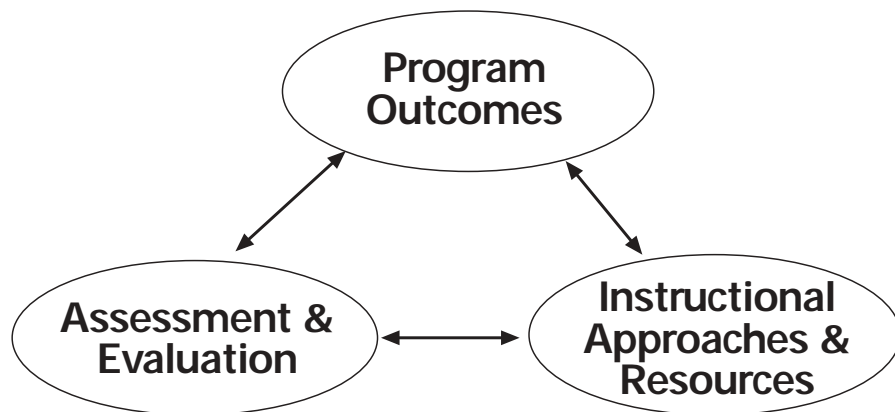 Program
Outcomes
Assessment &
Evaluation
Instructional
Approaches &
Resources